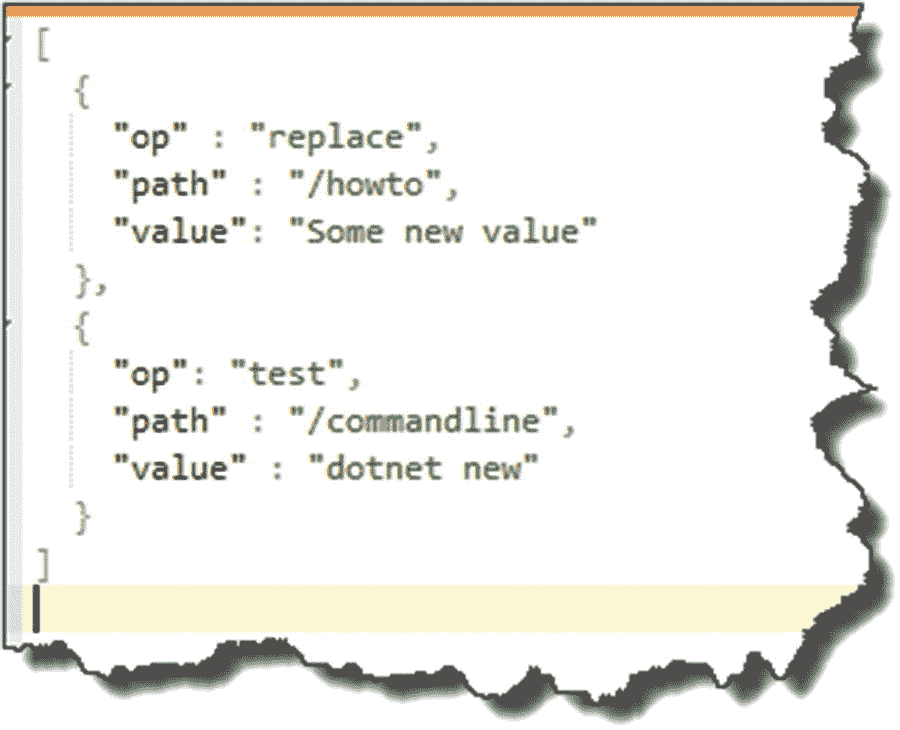 [
{
"op" : "replace",
"path" : "/howto",
"value": "Some new value"
},
{
"op": "test",
"path" : "/commandline",
"value" : "dotnet new"
}
]